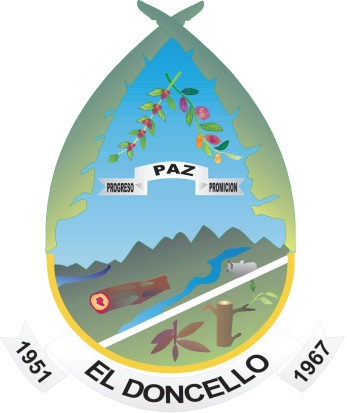 PAZ
PROGRESO PROMICION
1951 EL DONCELLO 1967